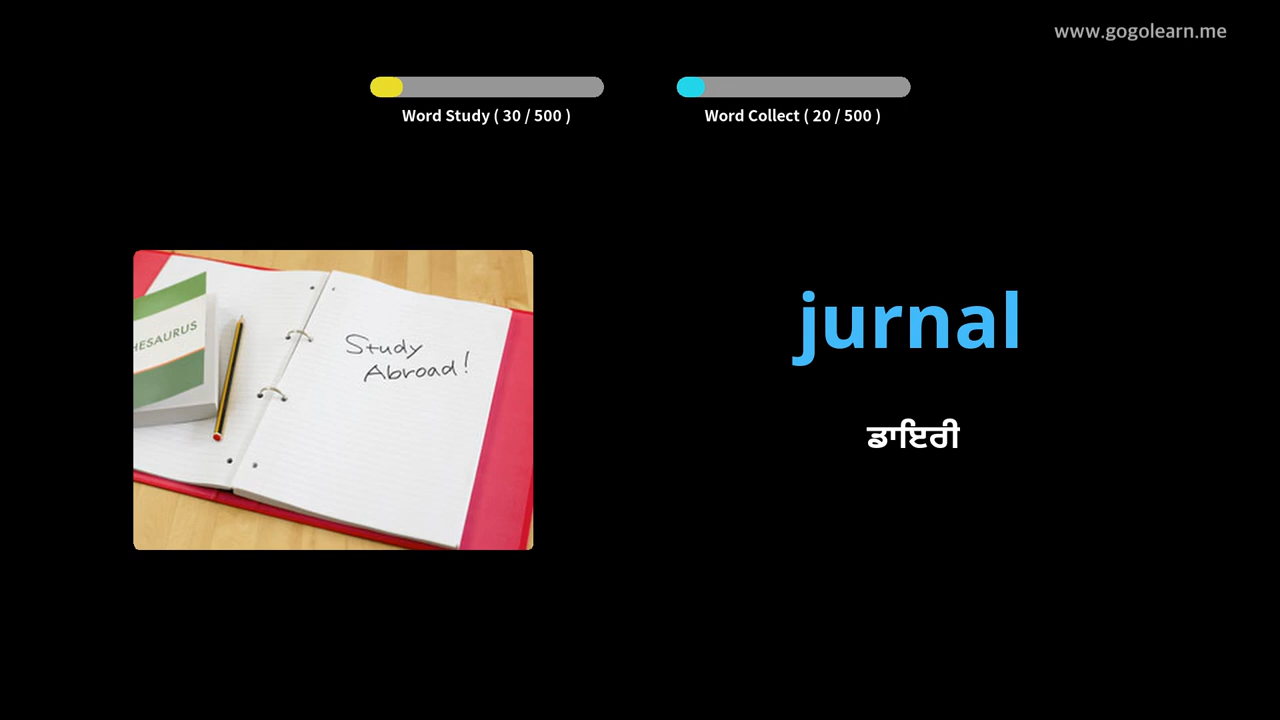 www.gogolearn.me
Word Study ( 30 / 500 )
Word Collect ( 20 / 500 )
HESAURUS
Study
Abroad!
jurnal
ਡਾਇਰੀ